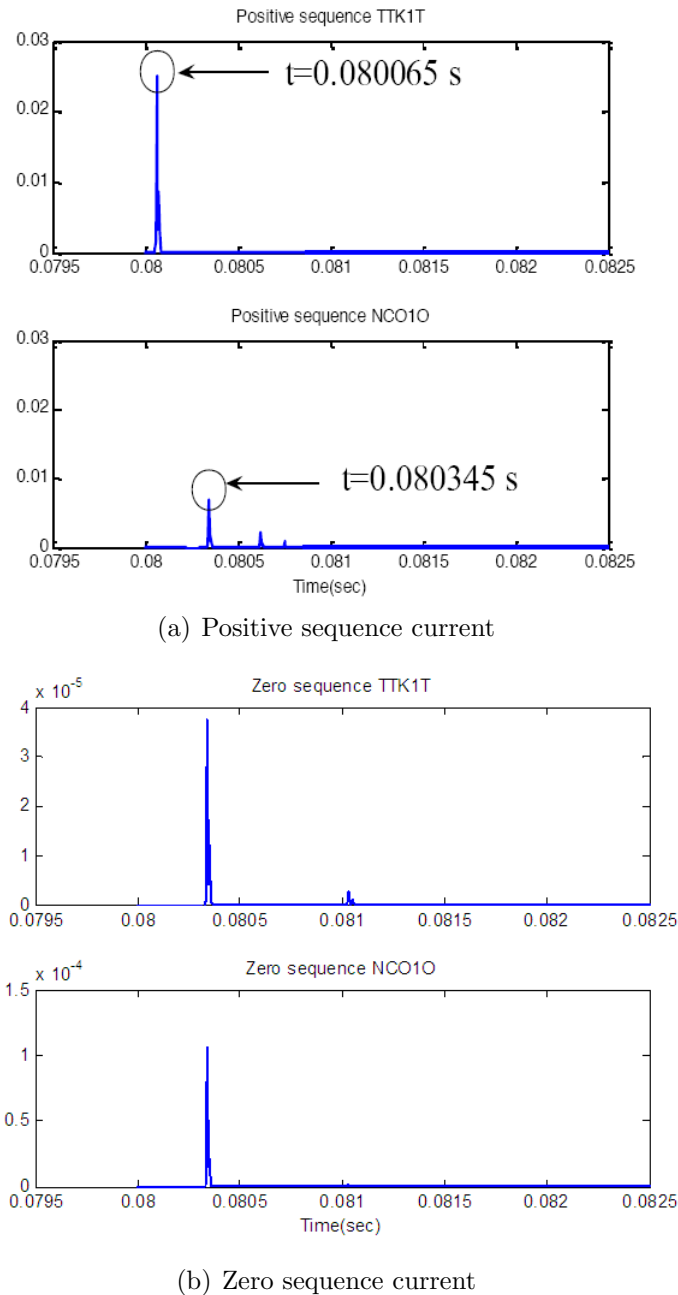 Positive sequence TTK1T
0.03
0.02
0.01
0
t=0.080065 s
0.0795 0.08 0.0805 0.081 0.0815 0.082 0.0825
Positive sequence NCO1O
0.03
0.02
0.01
0
t=0.080345 s
0.0795 0.08 0.0805 0.081 0.0815 0.082 0.0825
Time(sec)
(a) Positive sequence current
x 10-5
Zero sequence TTK1T
4
3
5
1
0
0.0795 0.08 0.0805 0.081 0.0815 0.082 0.0825
x 10-4
Zero sequence NCO1O
1.5
1
0.5
0
0.0795 0.08 0.0805 0.081 0.0815 0.082 0.0825
Time(sec)
(b) Zero sequence current